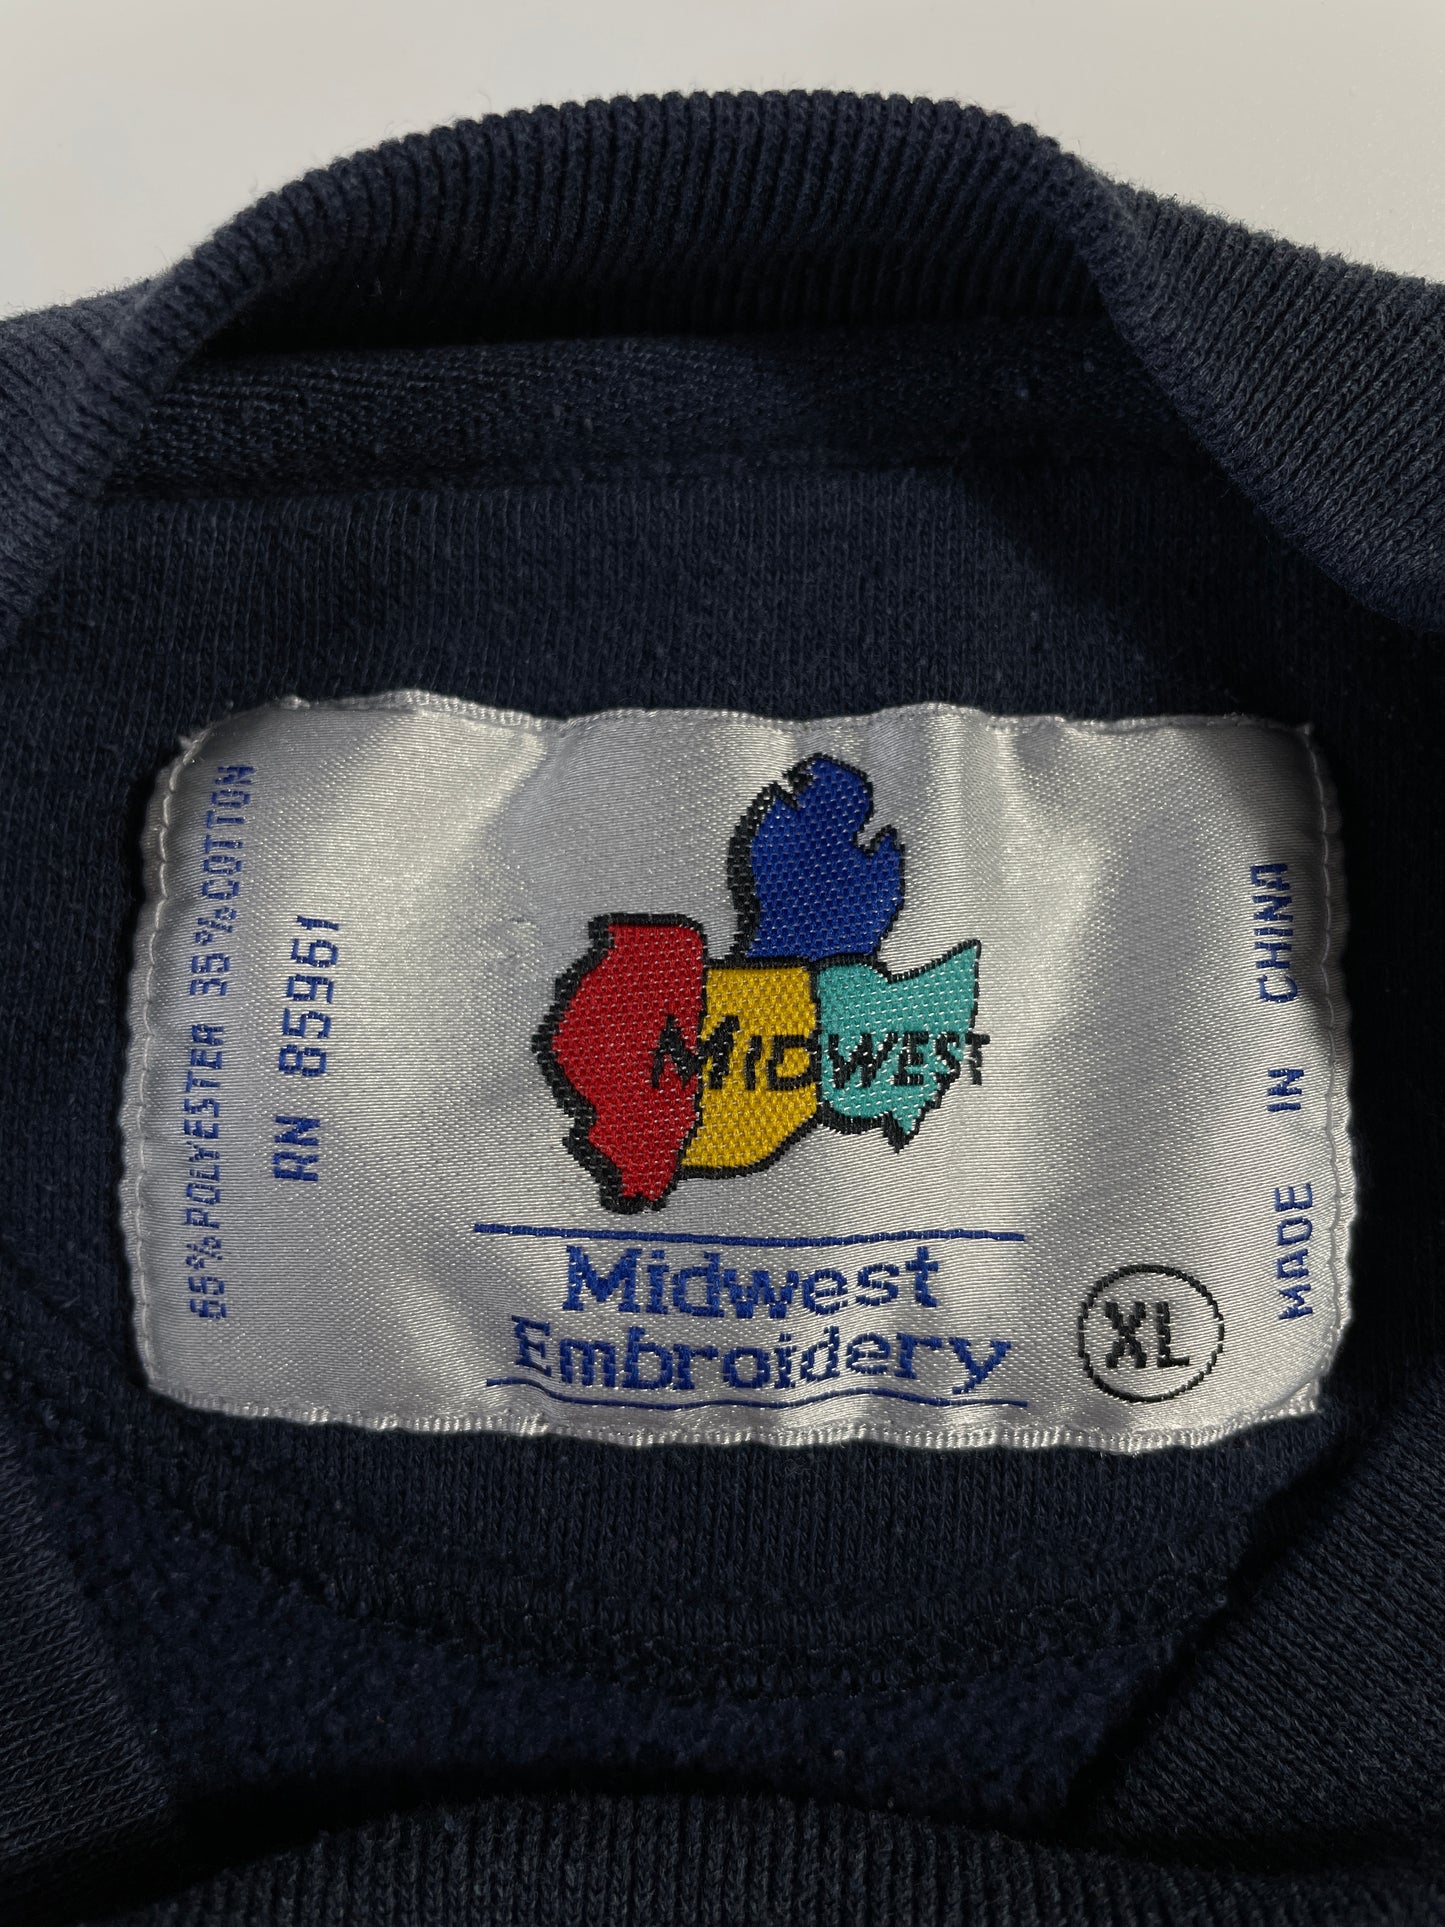 65% POLYESTER 35% COTTON
RN 85961
MIDWEST
Midwest
Embroidery
XL
MADE IN CHINA